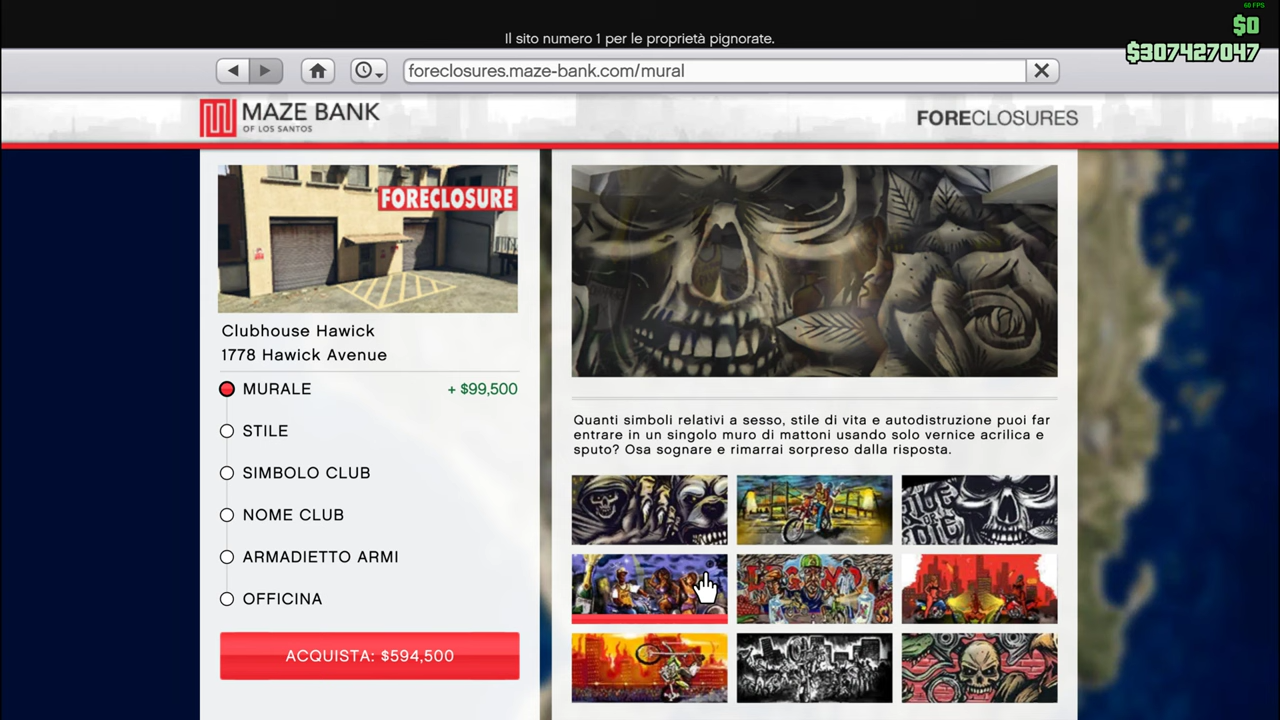 60 FPS
$0
$307427047
Il sito numero 1 per le proprietà pignorate.
foreclosures.maze-bank.com/mural
MAZE BANK
OF LOS SANTOS
FORECLOSURES
FORECLOSURE
Clubhouse Hawick
1778 Hawick Avenue
MURALE + $99,500
STILE
SIMBOLO CLUB
NOME CLUB
ARMADIETTO ARMI
OFFICINA
ACQUISTA: $594,500
Quanti simboli relativi a sesso, stile di vita e autodistruzione puoi far
entrare in un singolo muro di mattoni usando solo vernice acrilica e
sputo? Osa sognare e rimarrai sorpreso dalla risposta.